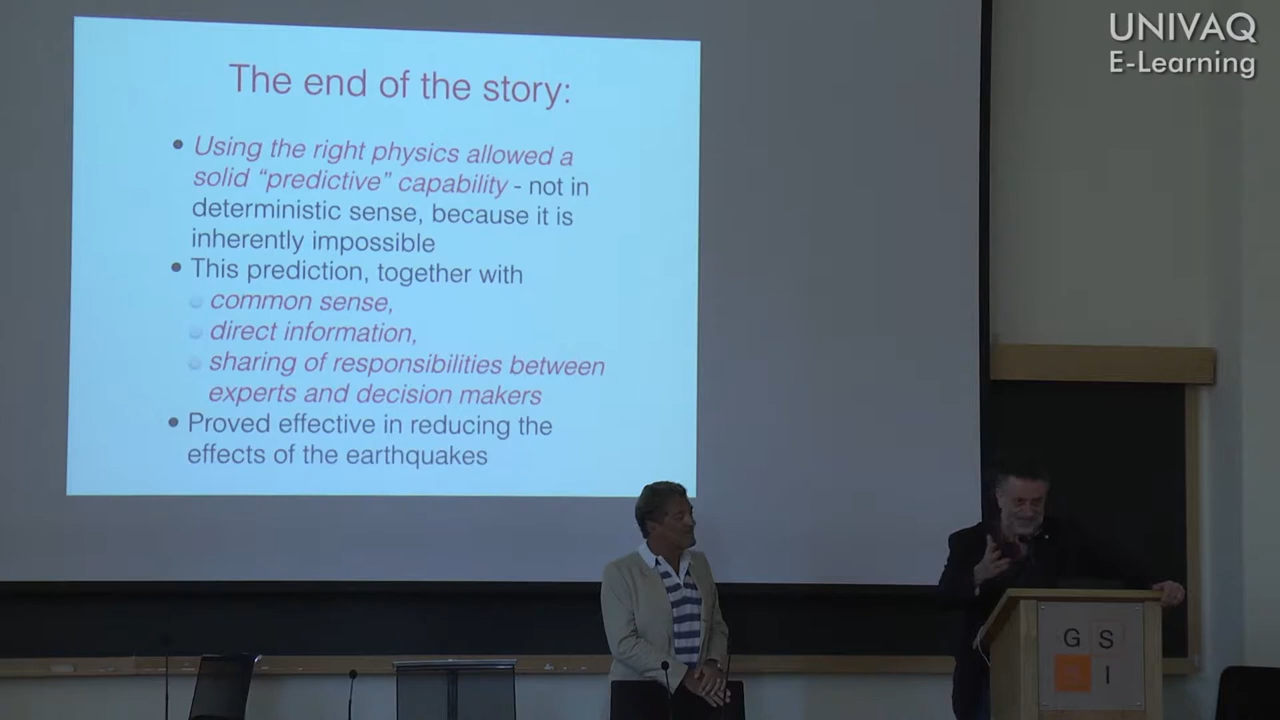 UNIVAQ
E-Learning
The end of the story:
• Using the right physics allowed a
solid “predictive” capability - not in
deterministic sense, because it is
inherently impossible
• This prediction, together with
common sense,
direct information,
sharing of responsibilities between
experts and decision makers
• Proved effective in reducing the
effects of the earthquakes
G S
I